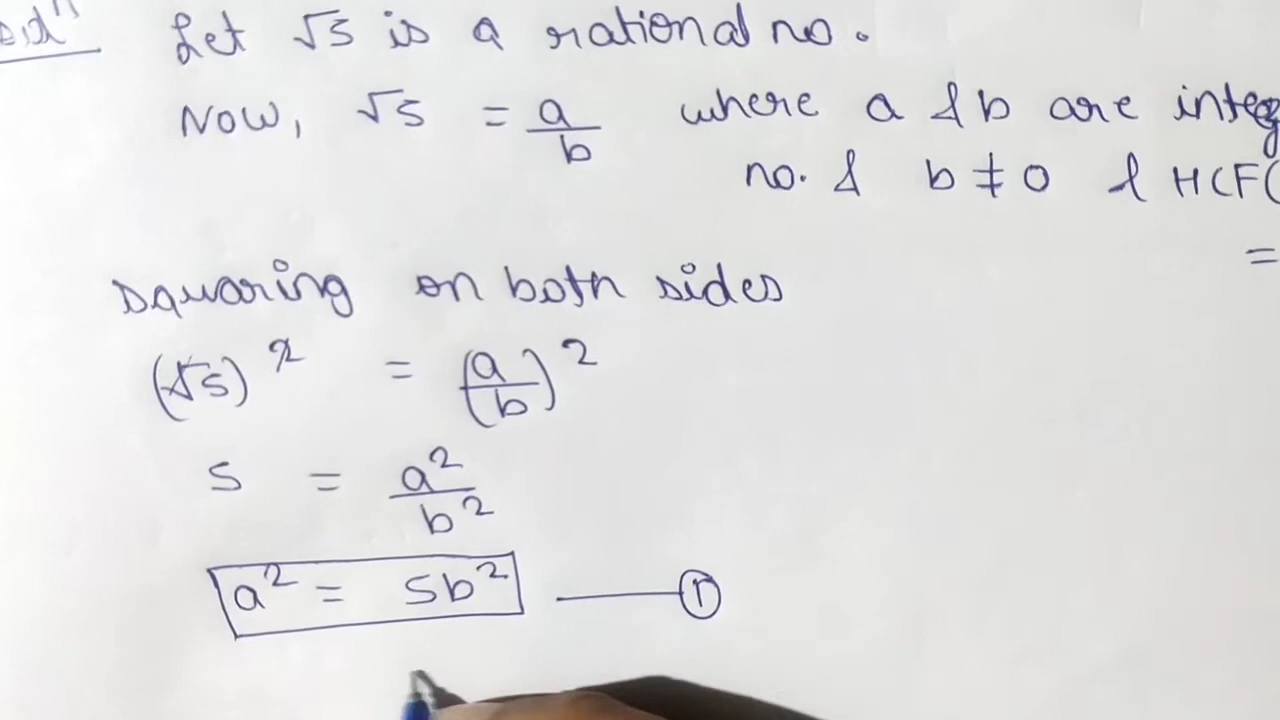 Let √5 is a rational no.
Now, √5 = a/b where a & b are integ
no. & b ≠ 0 & HCF(
=
Squaring on both sides
(√5)² = (a/b)²
5 = a²/b²
a² = 5b² ——— ①